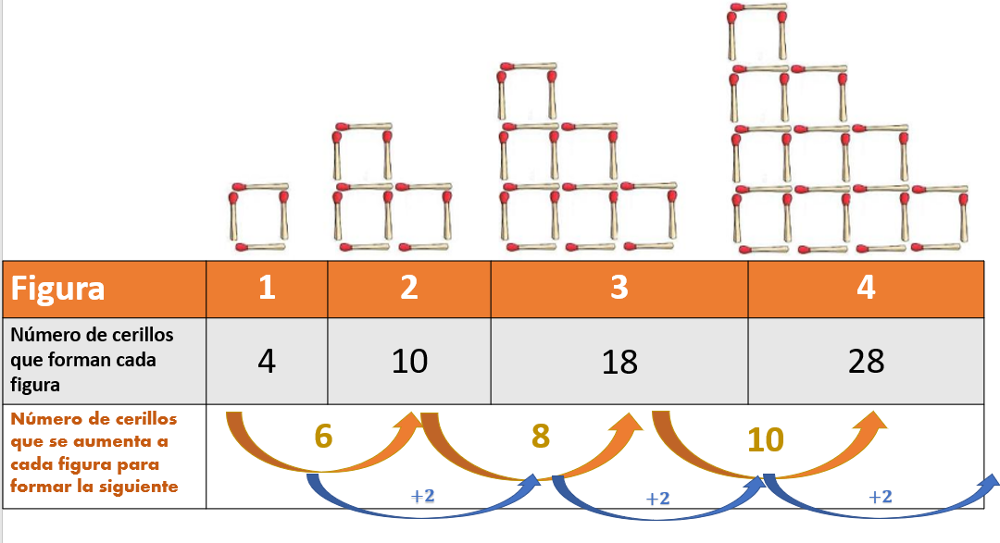 Figura 1 2 3 4
Número de cerillos
que forman cada
figura
4 10 18 28
Número de cerillos
que se aumenta a
cada figura para
formar la siguiente
6 8 10
+2 +2 +2